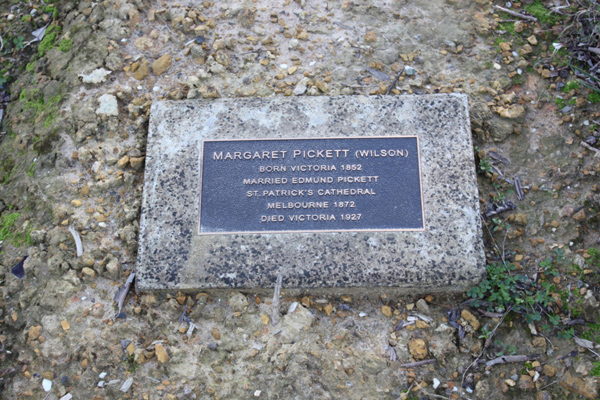 MARGARET PICKETT (WILSON)
BORN VICTORIA 1852
MARRIED EDMUND PICKETT
ST. PATRICK'S CATHEDRAL
MELBOURNE 1872
DIED VICTORIA 1927